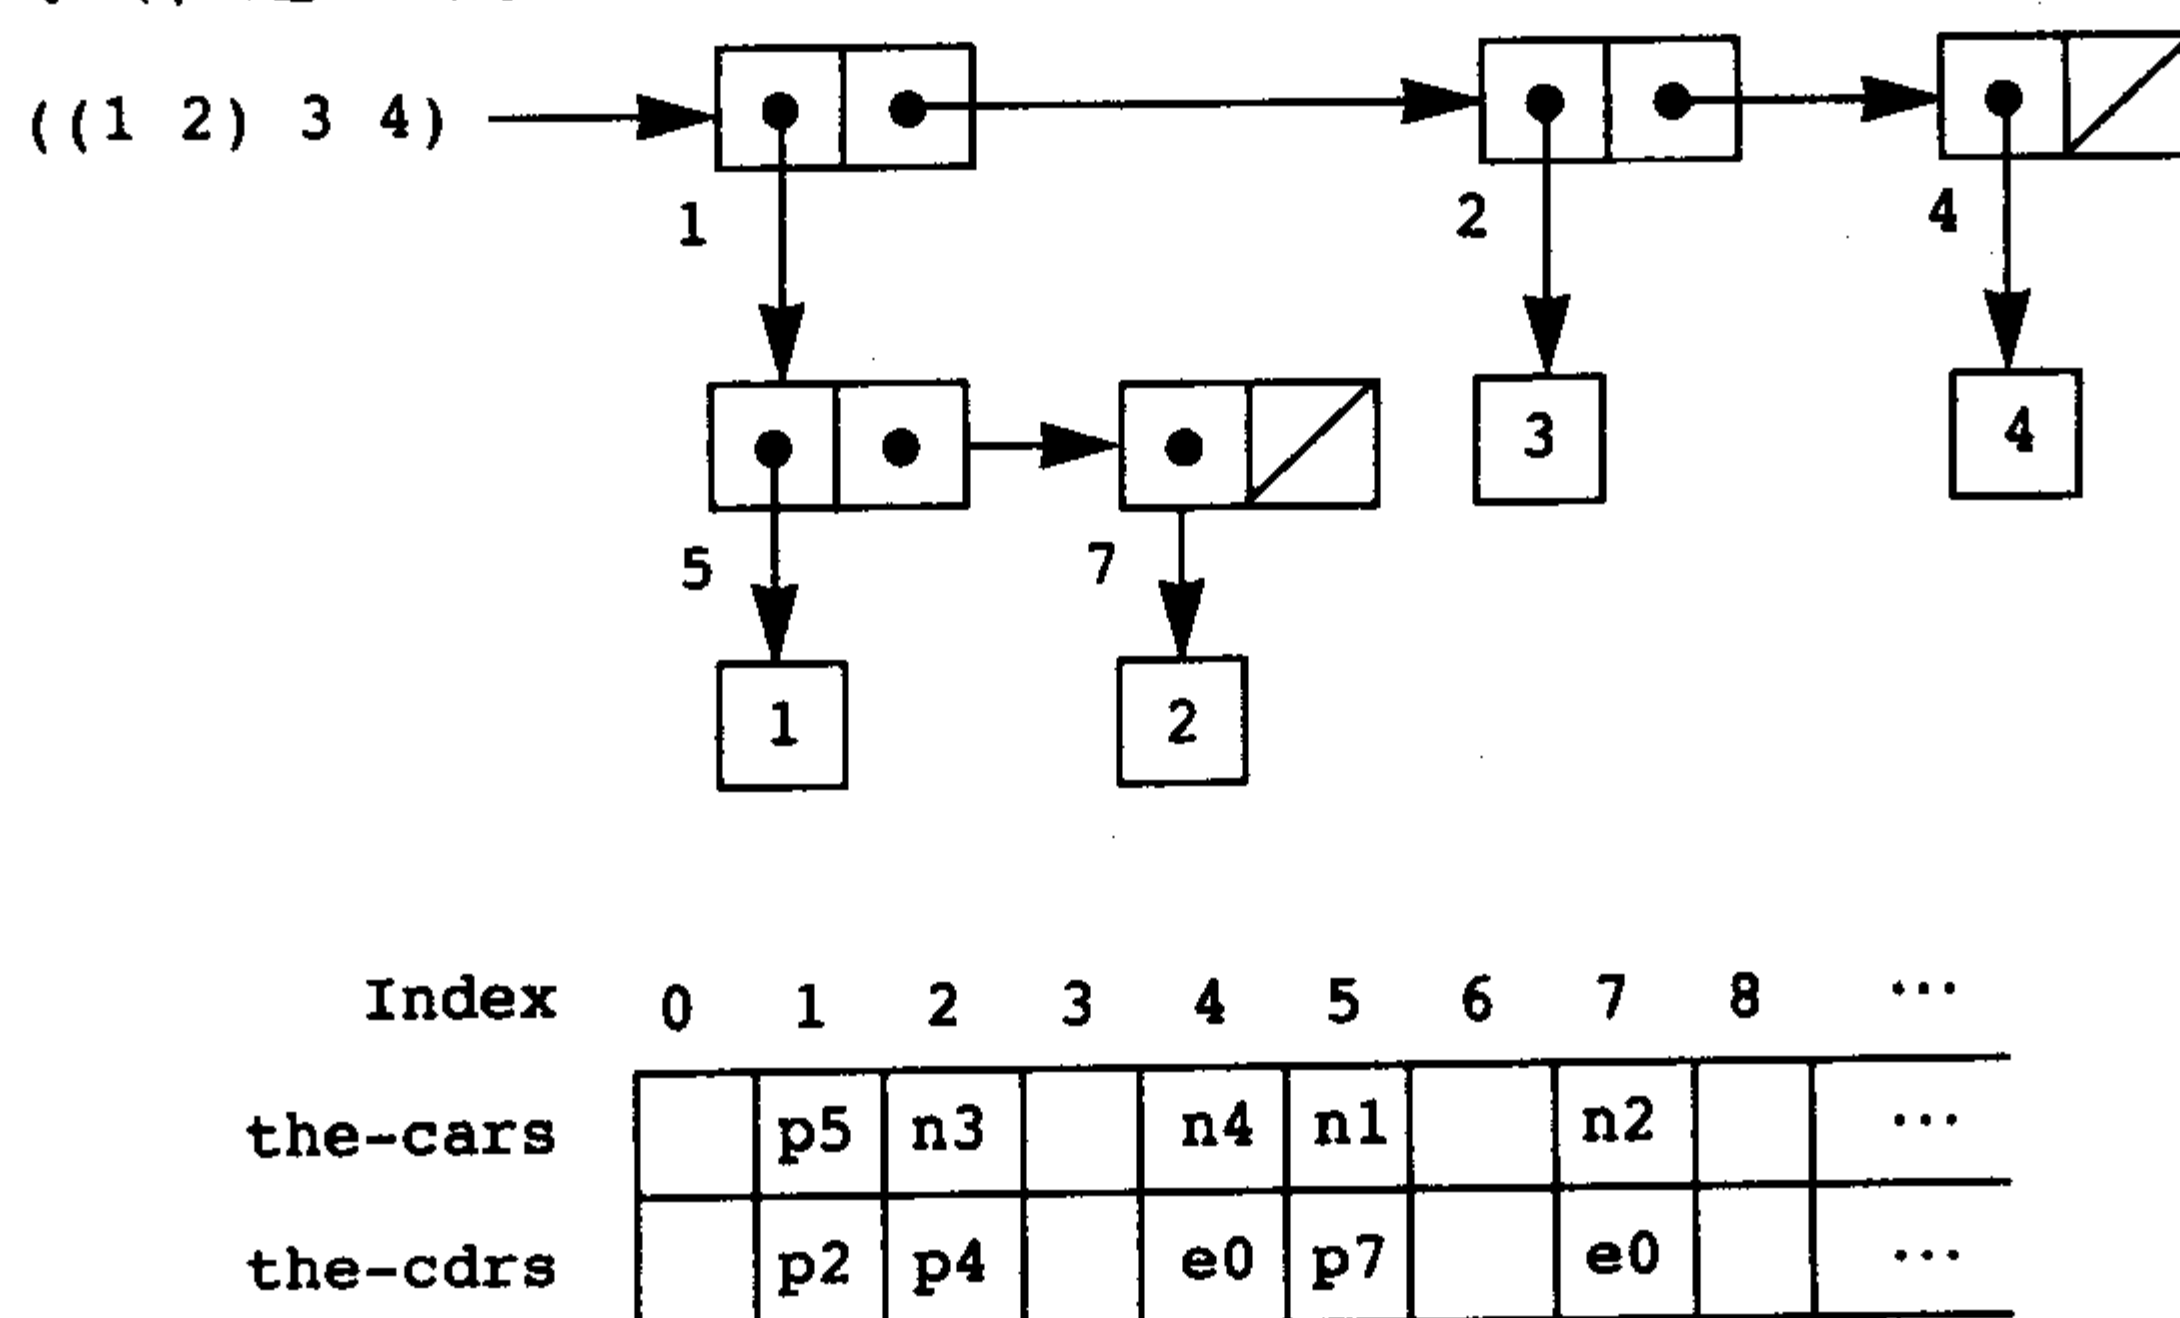 ((1 2) 3 4)
1 2 4
3 4
5 7
1 2
Index 0 1 2 3 4 5 6 7 8 ...
the-cars p5 n3 n4 n1 n2 ...
the-cdrs p2 p4 e0 p7 e0 ...